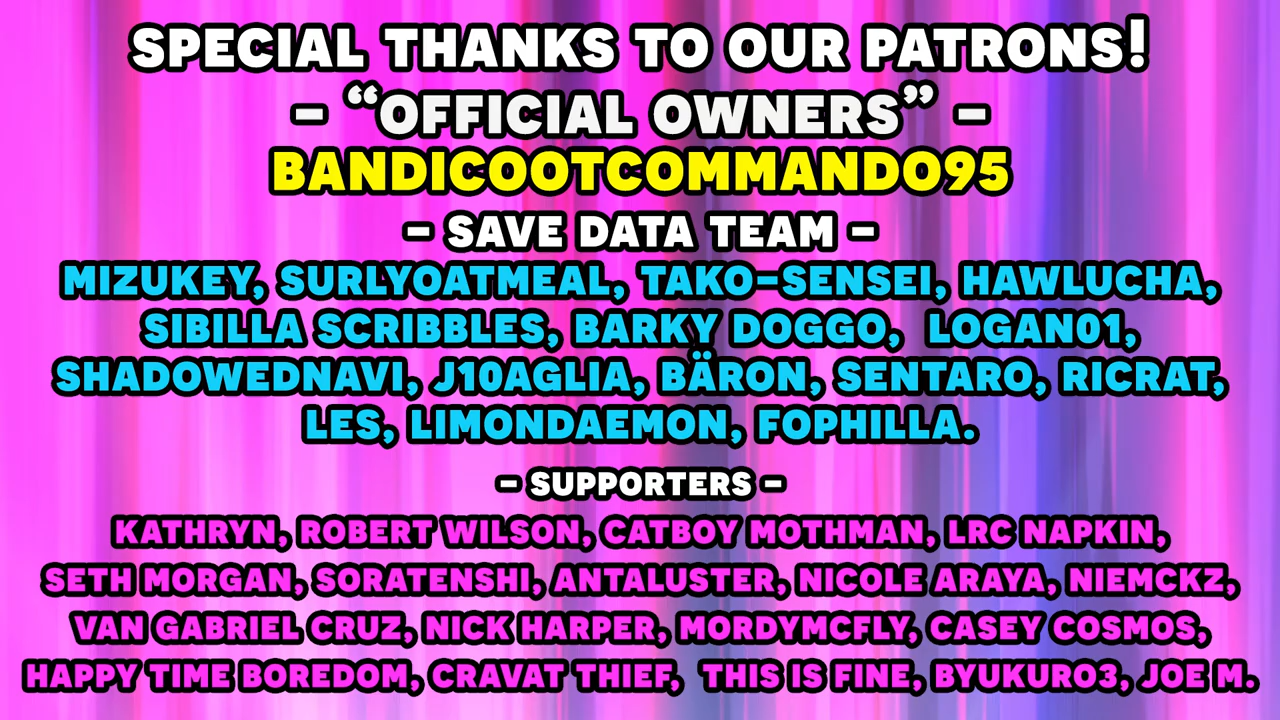 SPECIAL THANKS TO OUR PATRONS!
- “OFFICIAL OWNERS” -
BANDICOOTCOMMANDO95
- SAVE DATA TEAM -
MIZUKEY, SURLYOATMEAL, TAKO-SENSEI, HAWLUCHA,
SIBILLA SCRIBBLES, BARKY DOGGO, LOGAN01,
SHADOWEDNAVI, J10AGLIA, BÄRON, SENTARO, RICRAT,
LES, LIMONDAEMON, FOPHILLA.
- SUPPORTERS -
KATHRYN, ROBERT WILSON, CATBOY MOTHMAN, LRC NAPKIN,
SETH MORGAN, SORATENSHI, ANTALUSTER, NICOLE ARAYA, NIEMCKZ,
VAN GABRIEL CRUZ, NICK HARPER, MORDYMCFLY, CASEY COSMOS,
HAPPY TIME BOREDOM, CRAVAT THIEF, THIS IS FINE, BYUKURO3, JOE M.